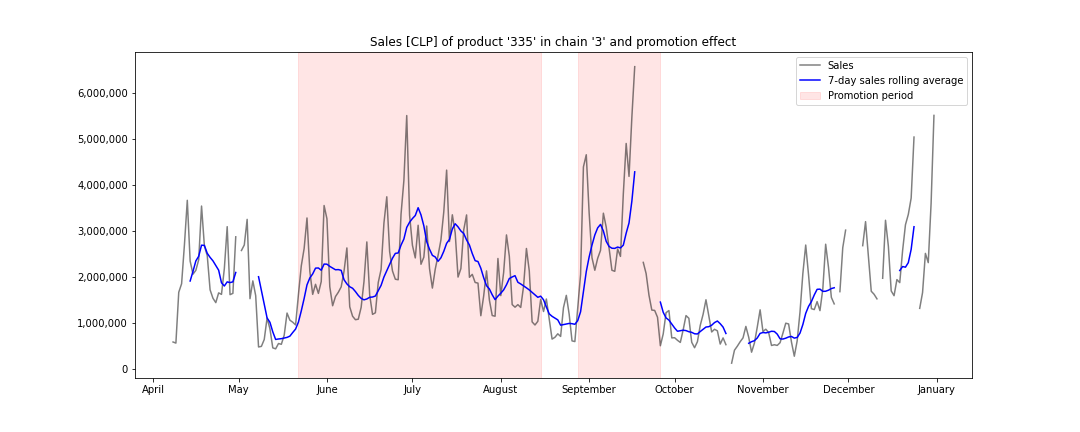 Sales [CLP] of product '335' in chain '3' and promotion effect
Sales
7-day sales rolling average
Promotion period
6,000,000
5,000,000
4,000,000
3,000,000
2,000,000
1,000,000
0
April May June July August September October November December January